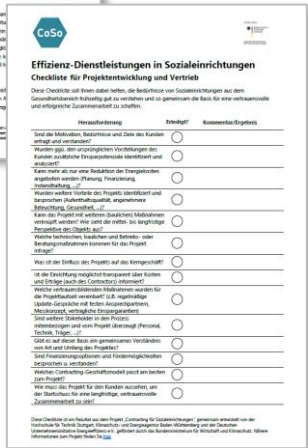 CoSo
Effizienz-Dienstleistungen in Sozialeinrichtungen
Checkliste für Projektentwicklung und Vertrieb
Diese Checkliste soll Ihnen dabei helfen, die Bedürfnisse von Sozialeinrichtungen aus dem
Gesundheitsbereich frühzeitig gut zu verstehen und so gemeinsam die Basis für eine vertrauensvolle
und erfolgreiche Zusammenarbeit zu schaffen.
Herausforderung Erledigt? Kommentar/Ergebnis
Sind die Motivation, Bedürfnisse und Ziele des Kunden
erfragt und verstanden?
Wurden ggü. den ursprünglichen Vorstellungen des
Kunden zusätzliche Einsparpotenziale identifiziert und
analysiert?
Kann mehr als nur eine Reduktion der Energiekosten
angeboten werden (Planung, Finanzierung,
Instandhaltung, ...)?
Wurden weitere Vorteile des Projekts identifiziert und
besprochen (Aufenthaltsqualität, angenehmere
Beleuchtung, Gesundheit, ...)?
Kann das Projekt mit weiteren (baulichen) Maßnahmen
verknüpft werden? Wie sieht die mittel- bis langfristige
Perspektive des Objekts aus?
Welche technischen, baulichen und Betriebs- oder
Beratungsmaßnahmen kommen für das Projekt
infrage?
Was ist der Einfluss des Projekts auf das Kerngeschäft?
Ist die Einrichtung möglichst transparent über Kosten
und Erträge (auch des Contractors) informiert?
Welche vertrauensbildenden Maßnahmen wurden für
die Projektlaufzeit vereinbart? (z.B. regelmäßige
Update-Gespräche mit festen Ansprechpartnern,
Messkonzept, vertragliche Einspargarantien)
Sind weitere Stakeholder in den Prozess
miteinbezogen und vom Projekt überzeugt (Personal,
Technik, Träger, ...)?
Gibt es auf dieser Basis ein gemeinsames Verständnis
von Art und Umfang des Projektes?
Sind Finanzierungsoptionen und Fördermöglichkeiten
besprochen u. verstanden?
Welches Contracting-Geschäftsmodell passt am besten
zum Projekt?
Wie muss das Projekt für den Kunden aussehen, um
der Startschuss für eine langfristige, vertrauensvolle
Zusammenarbeit zu sein?
Diese Checkliste ist ein Resultat aus dem Projekt „Contracting für Sozialeinrichtungen“, gemeinsam entwickelt von der
Hochschule für Technik Stuttgart, Klimaschutz- und Energieagentur Baden-Württemberg und der Deutschen
Unternehmensinitiative Energieeffizienz e.V., gefördert durch das Bundesministerium für Wirtschaft und Klimaschutz. Nähere
Informationen zum Projekt finden Sie hier.